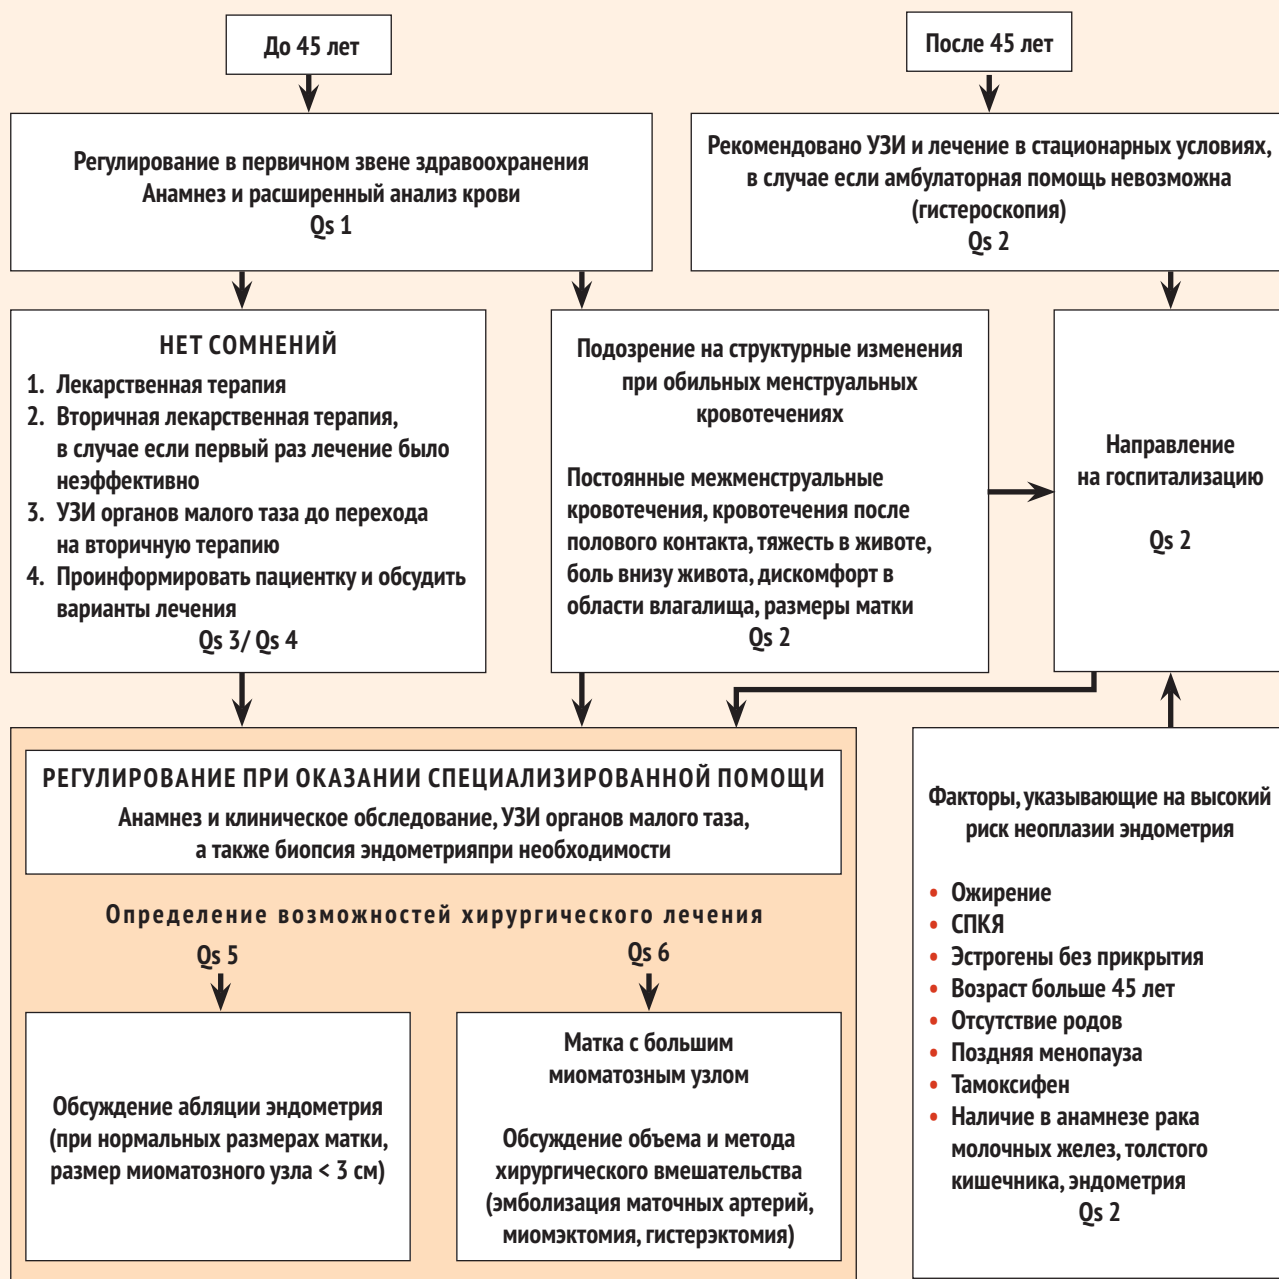 До 45 лет
После 45 лет
Регулирование в первичном звене здравоохранения
Анамнез и расширенный анализ крови
Qs 1
Рекомендовано УЗИ и лечение в стационарных условиях,
в случае если амбулаторная помощь невозможна
(гистероскопия)
Qs 2
НЕТ СОМНЕНИЙ
1. Лекарственная терапия
2. Вторичная лекарственная терапия,
в случае если первый раз лечение было
неэффективно
3. УЗИ органов малого таза до перехода
на вторичную терапию
4. Проинформировать пациентку и обсудить
варианты лечения
Qs 3/ Qs 4
Подозрение на структурные изменения
при обильных менструальных
кровотечениях
Постоянные межменструальные
кровотечения, кровотечения после
полового контакта, тяжесть в животе,
боль внизу живота, дискомфорт в
области влагалища, размеры матки
Qs 2
Направление
на госпитализацию
Qs 2
РЕГУЛИРОВАНИЕ ПРИ ОКАЗАНИИ СПЕЦИАЛИЗИРОВАННОЙ ПОМОЩИ
Анамнез и клиническое обследование, УЗИ органов малого таза,
а также биопсия эндометрияпри необходимости
Определение возможностей хирургического лечения
Qs 5
Qs 6
Обсуждение абляции эндометрия
(при нормальных размерах матки,
размер миоматозного узла < 3 см)
Матка с большим
миоматозным узлом
Обсуждение объема и метода
хирургического вмешательства
(эмболизация маточных артерий,
миомэктомия, гистерэктомия)
Факторы, указывающие на высокий
риск неоплазии эндометрия
• Ожирение
• СПКЯ
• Эстрогены без прикрытия
• Возраст больше 45 лет
• Отсутствие родов
• Поздняя менопауза
• Тамоксифен
• Наличие в анамнезе рака
молочных желез, толстого
кишечника, эндометрия
Qs 2